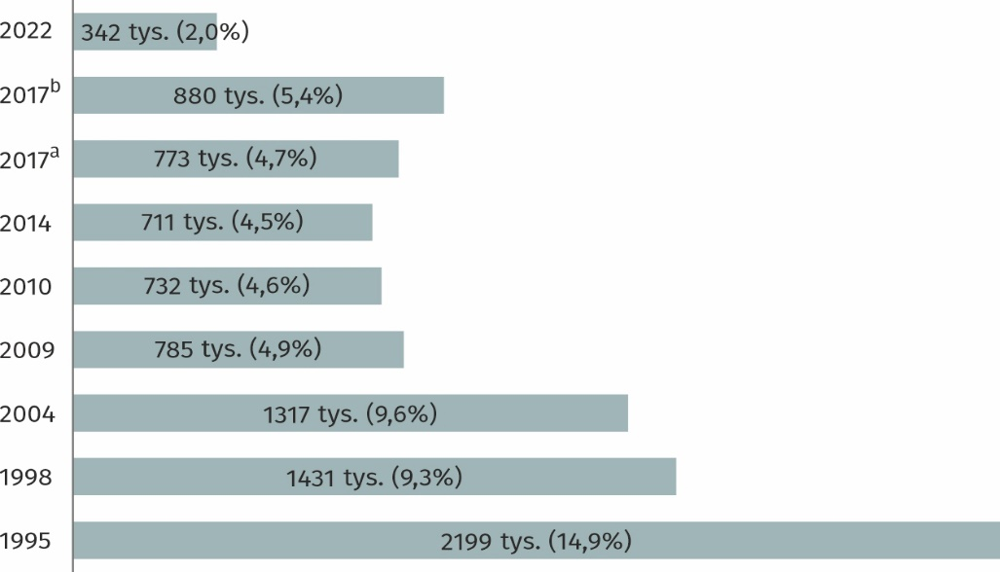 2022 342 tys. (2,0%)
2017ᵇ 880 tys. (5,4%)
2017ᵃ 773 tys. (4,7%)
2014 711 tys. (4,5%)
2010 732 tys. (4,6%)
2009 785 tys. (4,9%)
2004 1317 tys. (9,6%)
1998 1431 tys. (9,3%)
1995 2199 tys. (14,9%)